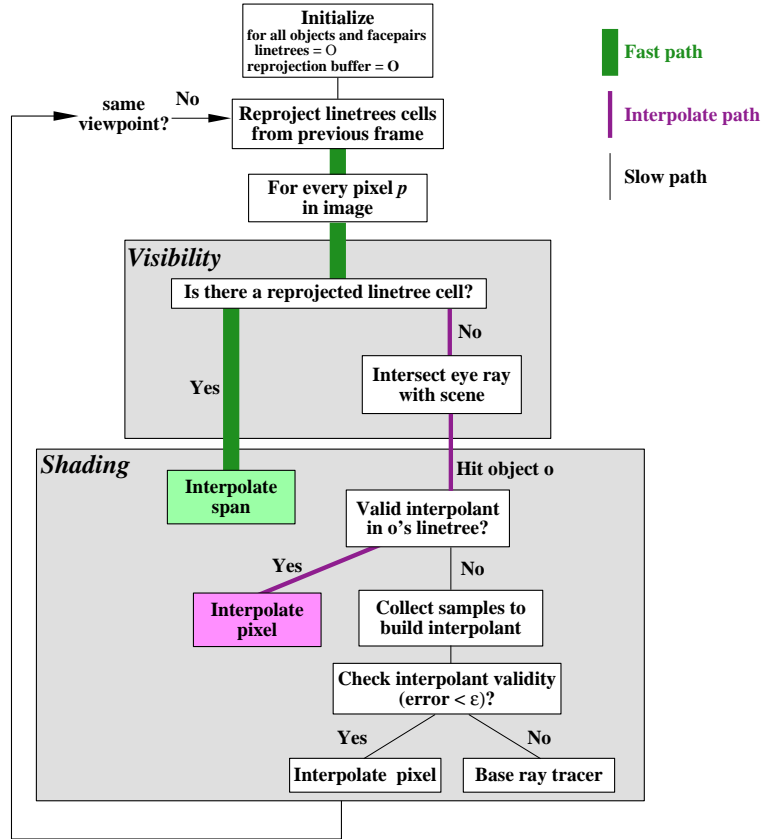 Initialize
for all objects and facepairs
linetrees = O
reprojection buffer = O
Fast path
Interpolate path
Slow path
same
viewpoint?
No
Reproject linetrees cells
from previous frame
For every pixel p
in image
Visibility
Is there a reprojected linetree cell?
No
Yes
Intersect eye ray
with scene
Shading
Hit object o
Interpolate
span
Valid interpolant
in o's linetree?
Yes
No
Interpolate
pixel
Collect samples to
build interpolant
Check interpolant validity
(error < ε)?
Yes
No
Interpolate pixel
Base ray tracer